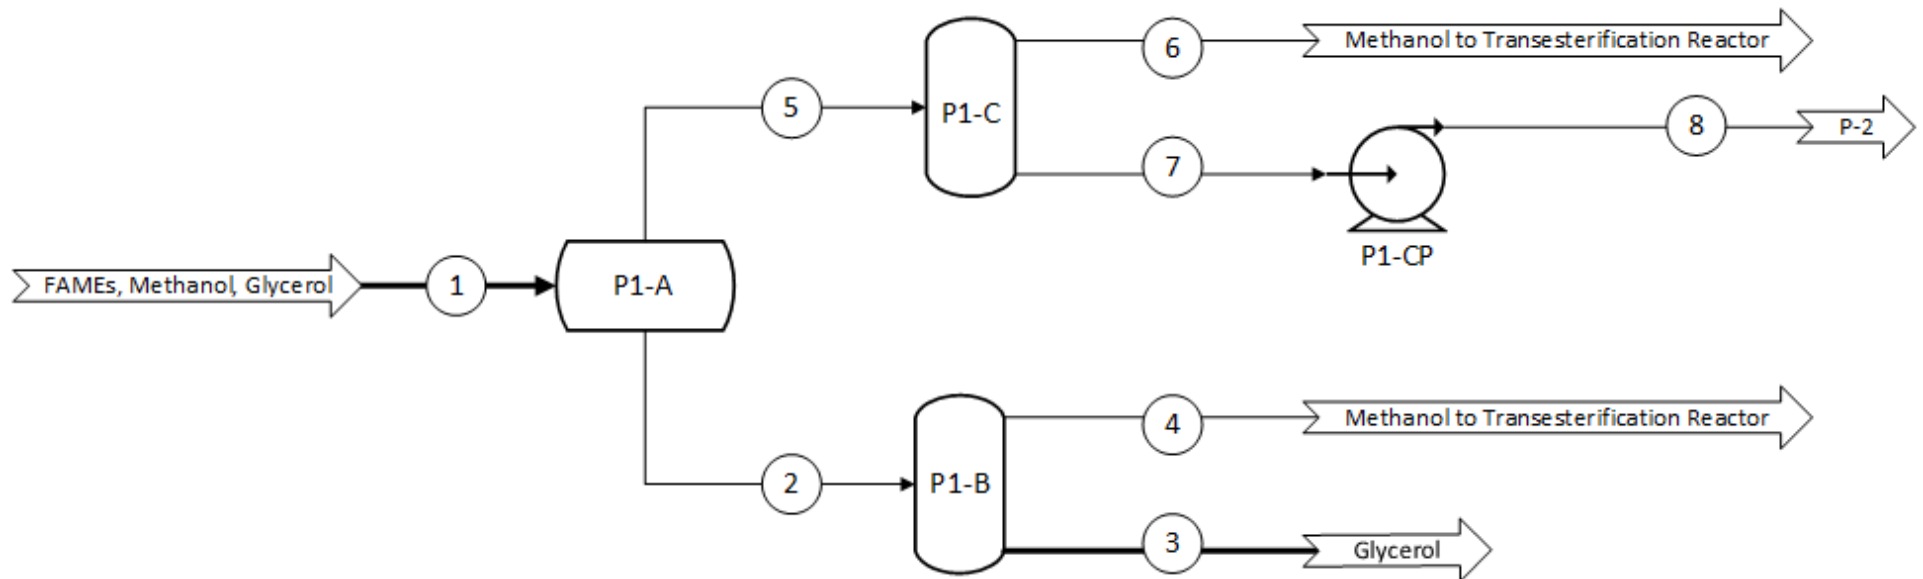 6
Methanol to Transesterification Reactor
5
P1-C
8
P-2
7
P1-CP
FAMEs, Methanol, Glycerol
1
P1-A
4
Methanol to Transesterification Reactor
2
P1-B
3
Glycerol